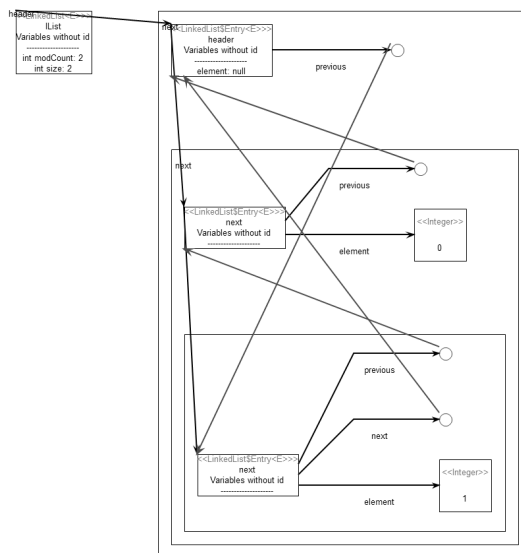 header
<<LinkedList<E>>>
lList
Variables without id
--------------------
int modCount: 2
int size: 2
next
<<LinkedList$Entry<E>>>
header
Variables without id
--------------------
element: null
previous
next
previous
<<LinkedList$Entry<E>>>
next
Variables without id
--------------------
element
<<Integer>>
0
previous
next
<<LinkedList$Entry<E>>>
next
Variables without id
--------------------
element
<<Integer>>
1